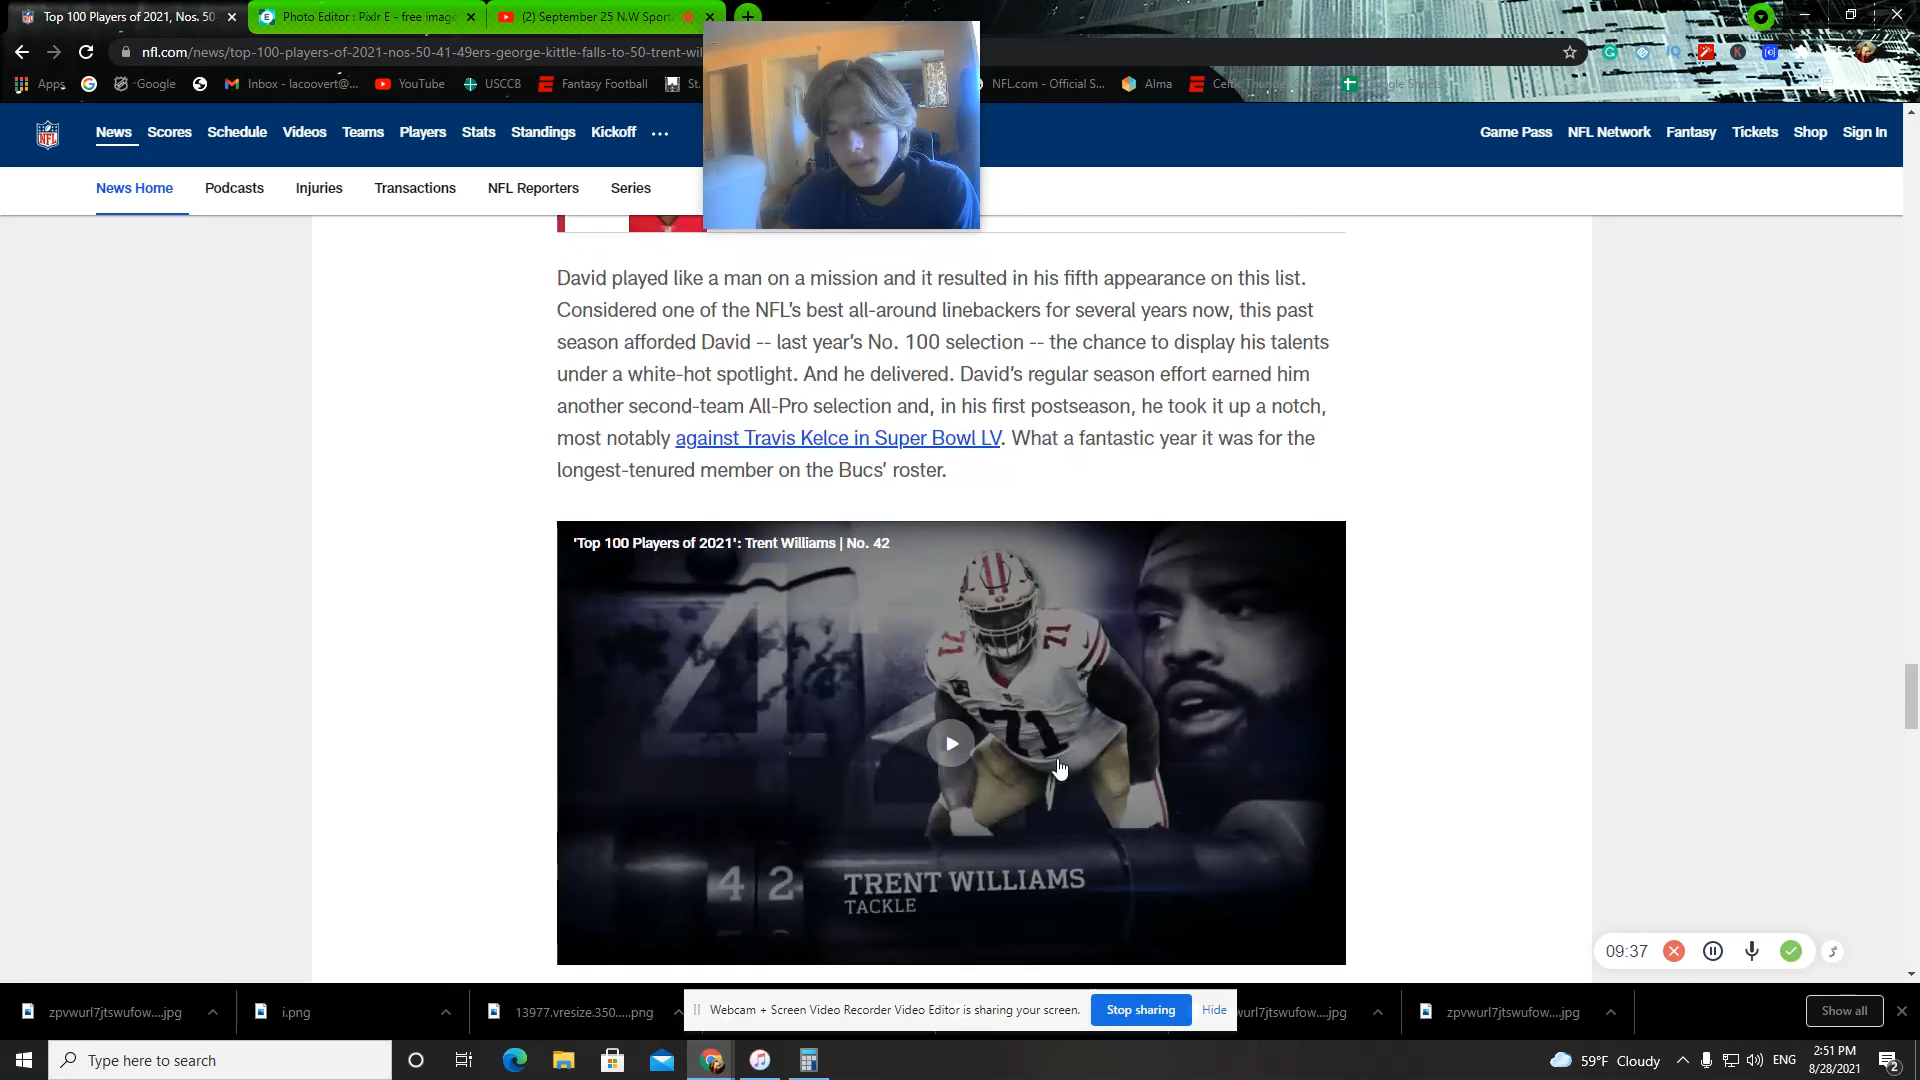 Top 100 Players of 2021, Nos. 50
Photo Editor : Pixlr E - free image
(2) September 25 N.W Sport
nfl.com/news/top-100-players-of-2021-nos-50-41-49ers-george-kittle-falls-to-50-trent-wil
Apps
Google
Inbox - lacoovert@...
YouTube
USCCB
Fantasy Football
St.
NFL.com - Official S...
Alma
NFL
News
Scores
Schedule
Videos
Teams
Players
Stats
Standings
Kickoff
Game Pass
NFL Network
Fantasy
Tickets
Shop
Sign In
News Home
Podcasts
Injuries
Transactions
NFL Reporters
Series
David played like a man on a mission and it resulted in his fifth appearance on this list.
Considered one of the NFL's best all-around linebackers for several years now, this past
season afforded David -- last year's No. 100 selection -- the chance to display his talents
under a white-hot spotlight. And he delivered. David's regular season effort earned him
another second-team All-Pro selection and, in his first postseason, he took it up a notch,
most notably against Travis Kelce in Super Bowl LV. What a fantastic year it was for the
longest-tenured member on the Bucs' roster.
'Top 100 Players of 2021': Trent Williams | No. 42
71
71
42
TRENT WILLIAMS
TACKLE
09:37
zpvwurl7jtswufow....jpg
i.png
13977.vresize.350.....png
Webcam + Screen Video Recorder Video Editor is sharing your screen.
Stop sharing
Hide
wurl7jtswufow....jpg
zpvwurl7jtswufow....jpg
Show all
Type here to search
59°F Cloudy
ENG
2:51 PM
8/28/2021
2